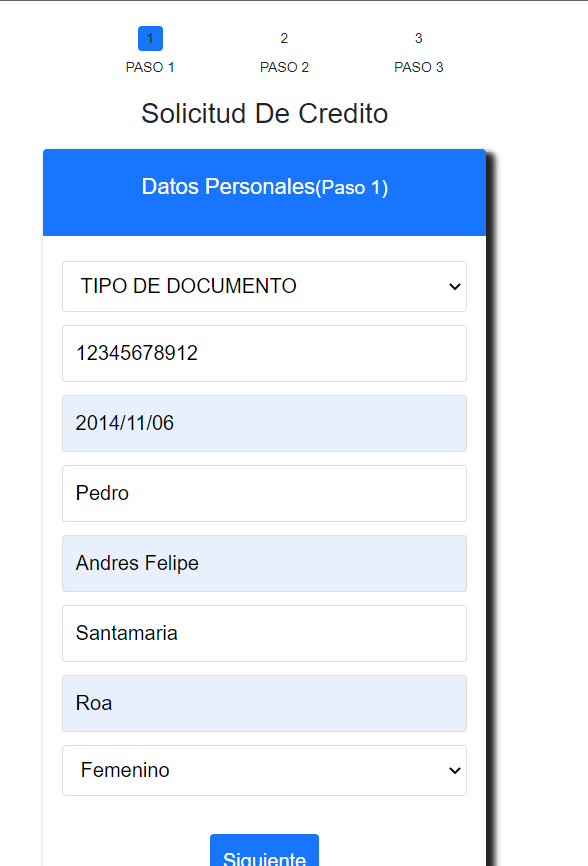 1 2 3
PASO 1 PASO 2 PASO 3
Solicitud De Credito
Datos Personales(Paso 1)
TIPO DE DOCUMENTO
12345678912
2014/11/06
Pedro
Andres Felipe
Santamaria
Roa
Femenino
Siguiente